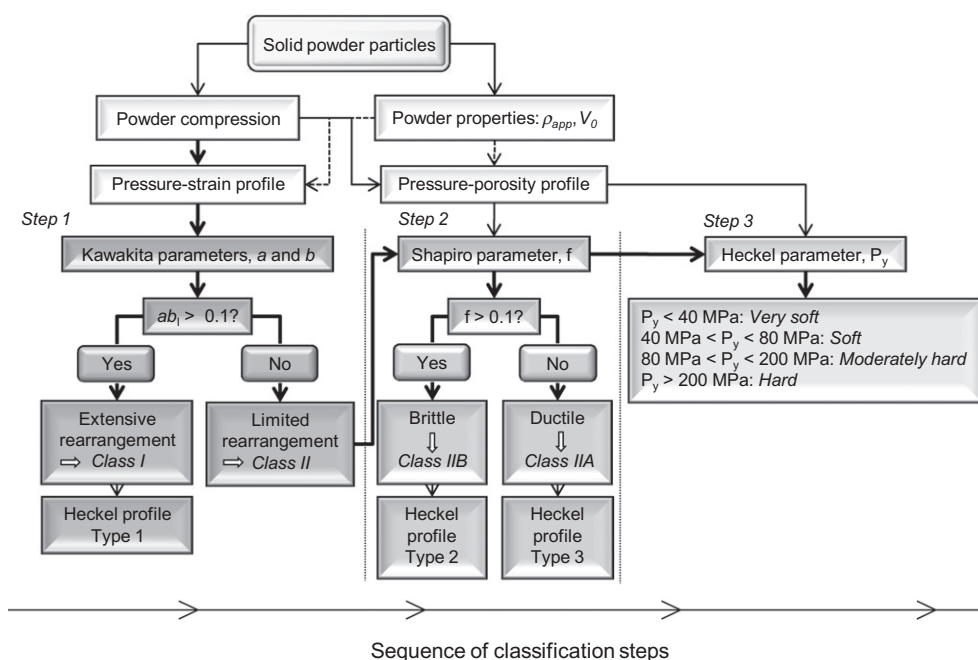 Solid powder particles
Powder compression
Powder properties: ρapp, V0
Pressure-strain profile
Pressure-porosity profile
Step 1
Step 2
Step 3
Kawakita parameters, a and b
Shapiro parameter, f
Heckel parameter, Py
abI > 0.1?
f > 0.1?
Py < 40 MPa: Very soft
40 MPa < Py < 80 MPa: Soft
80 MPa < Py < 200 MPa: Moderately hard
Py > 200 MPa: Hard
Yes
No
Yes
No
Extensive
rearrangement
⇨ Class I
Limited
rearrangement
⇨ Class II
Brittle
⇩
Class IIB
Ductile
⇩
Class IIA
Heckel profile
Type 1
Heckel
profile
Type 2
Heckel
profile
Type 3
Sequence of classification steps